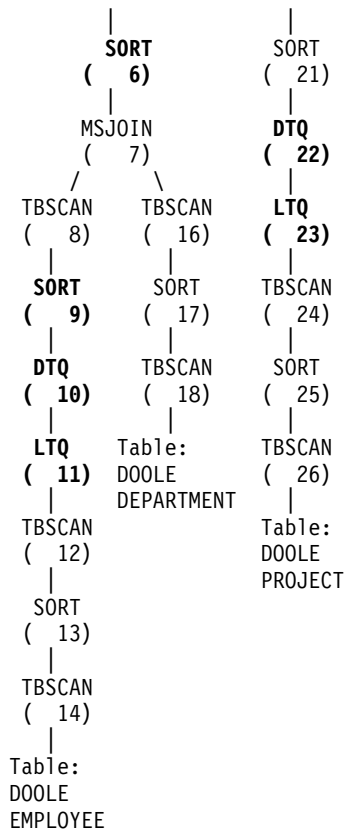 | |
SORT SORT
( 6) ( 21)
| |
MSJOIN DTQ
( 7) ( 22)
/ \ |
TBSCAN TBSCAN LTQ
( 8) ( 16) ( 23)
| | |
SORT SORT TBSCAN
( 9) ( 17) ( 24)
| | |
DTQ TBSCAN SORT
( 10) ( 18) ( 25)
| | |
LTQ Table: TBSCAN
( 11) DOOLE ( 26)
| DEPARTMENT |
TBSCAN Table:
( 12) DOOLE
| PROJECT
SORT
( 13)
|
TBSCAN
( 14)
|
Table:
DOOLE
EMPLOYEE